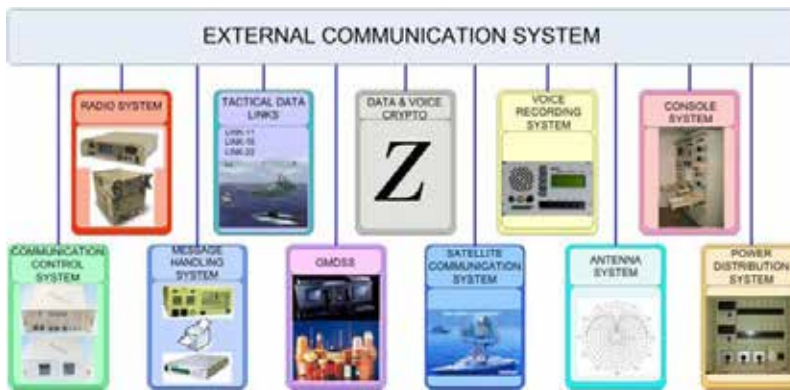 EXTERNAL COMMUNICATION SYSTEM
RADIO SYSTEM
TACTICAL DATA
LINKS
LINK-11
LINK-16
LINK-22
DATA & VOICE
CRYPTO
Z
VOICE
RECORDING
SYSTEM
CONSOLE
SYSTEM
COMMUNICATION
CONTROL
SYSTEM
MESSAGE
HANDLING
SYSTEM
GMDSS
SATELLITE
COMMUNICATION
SYSTEM
ANTENNA
SYSTEM
POWER
DISTRIBUTION
SYSTEM